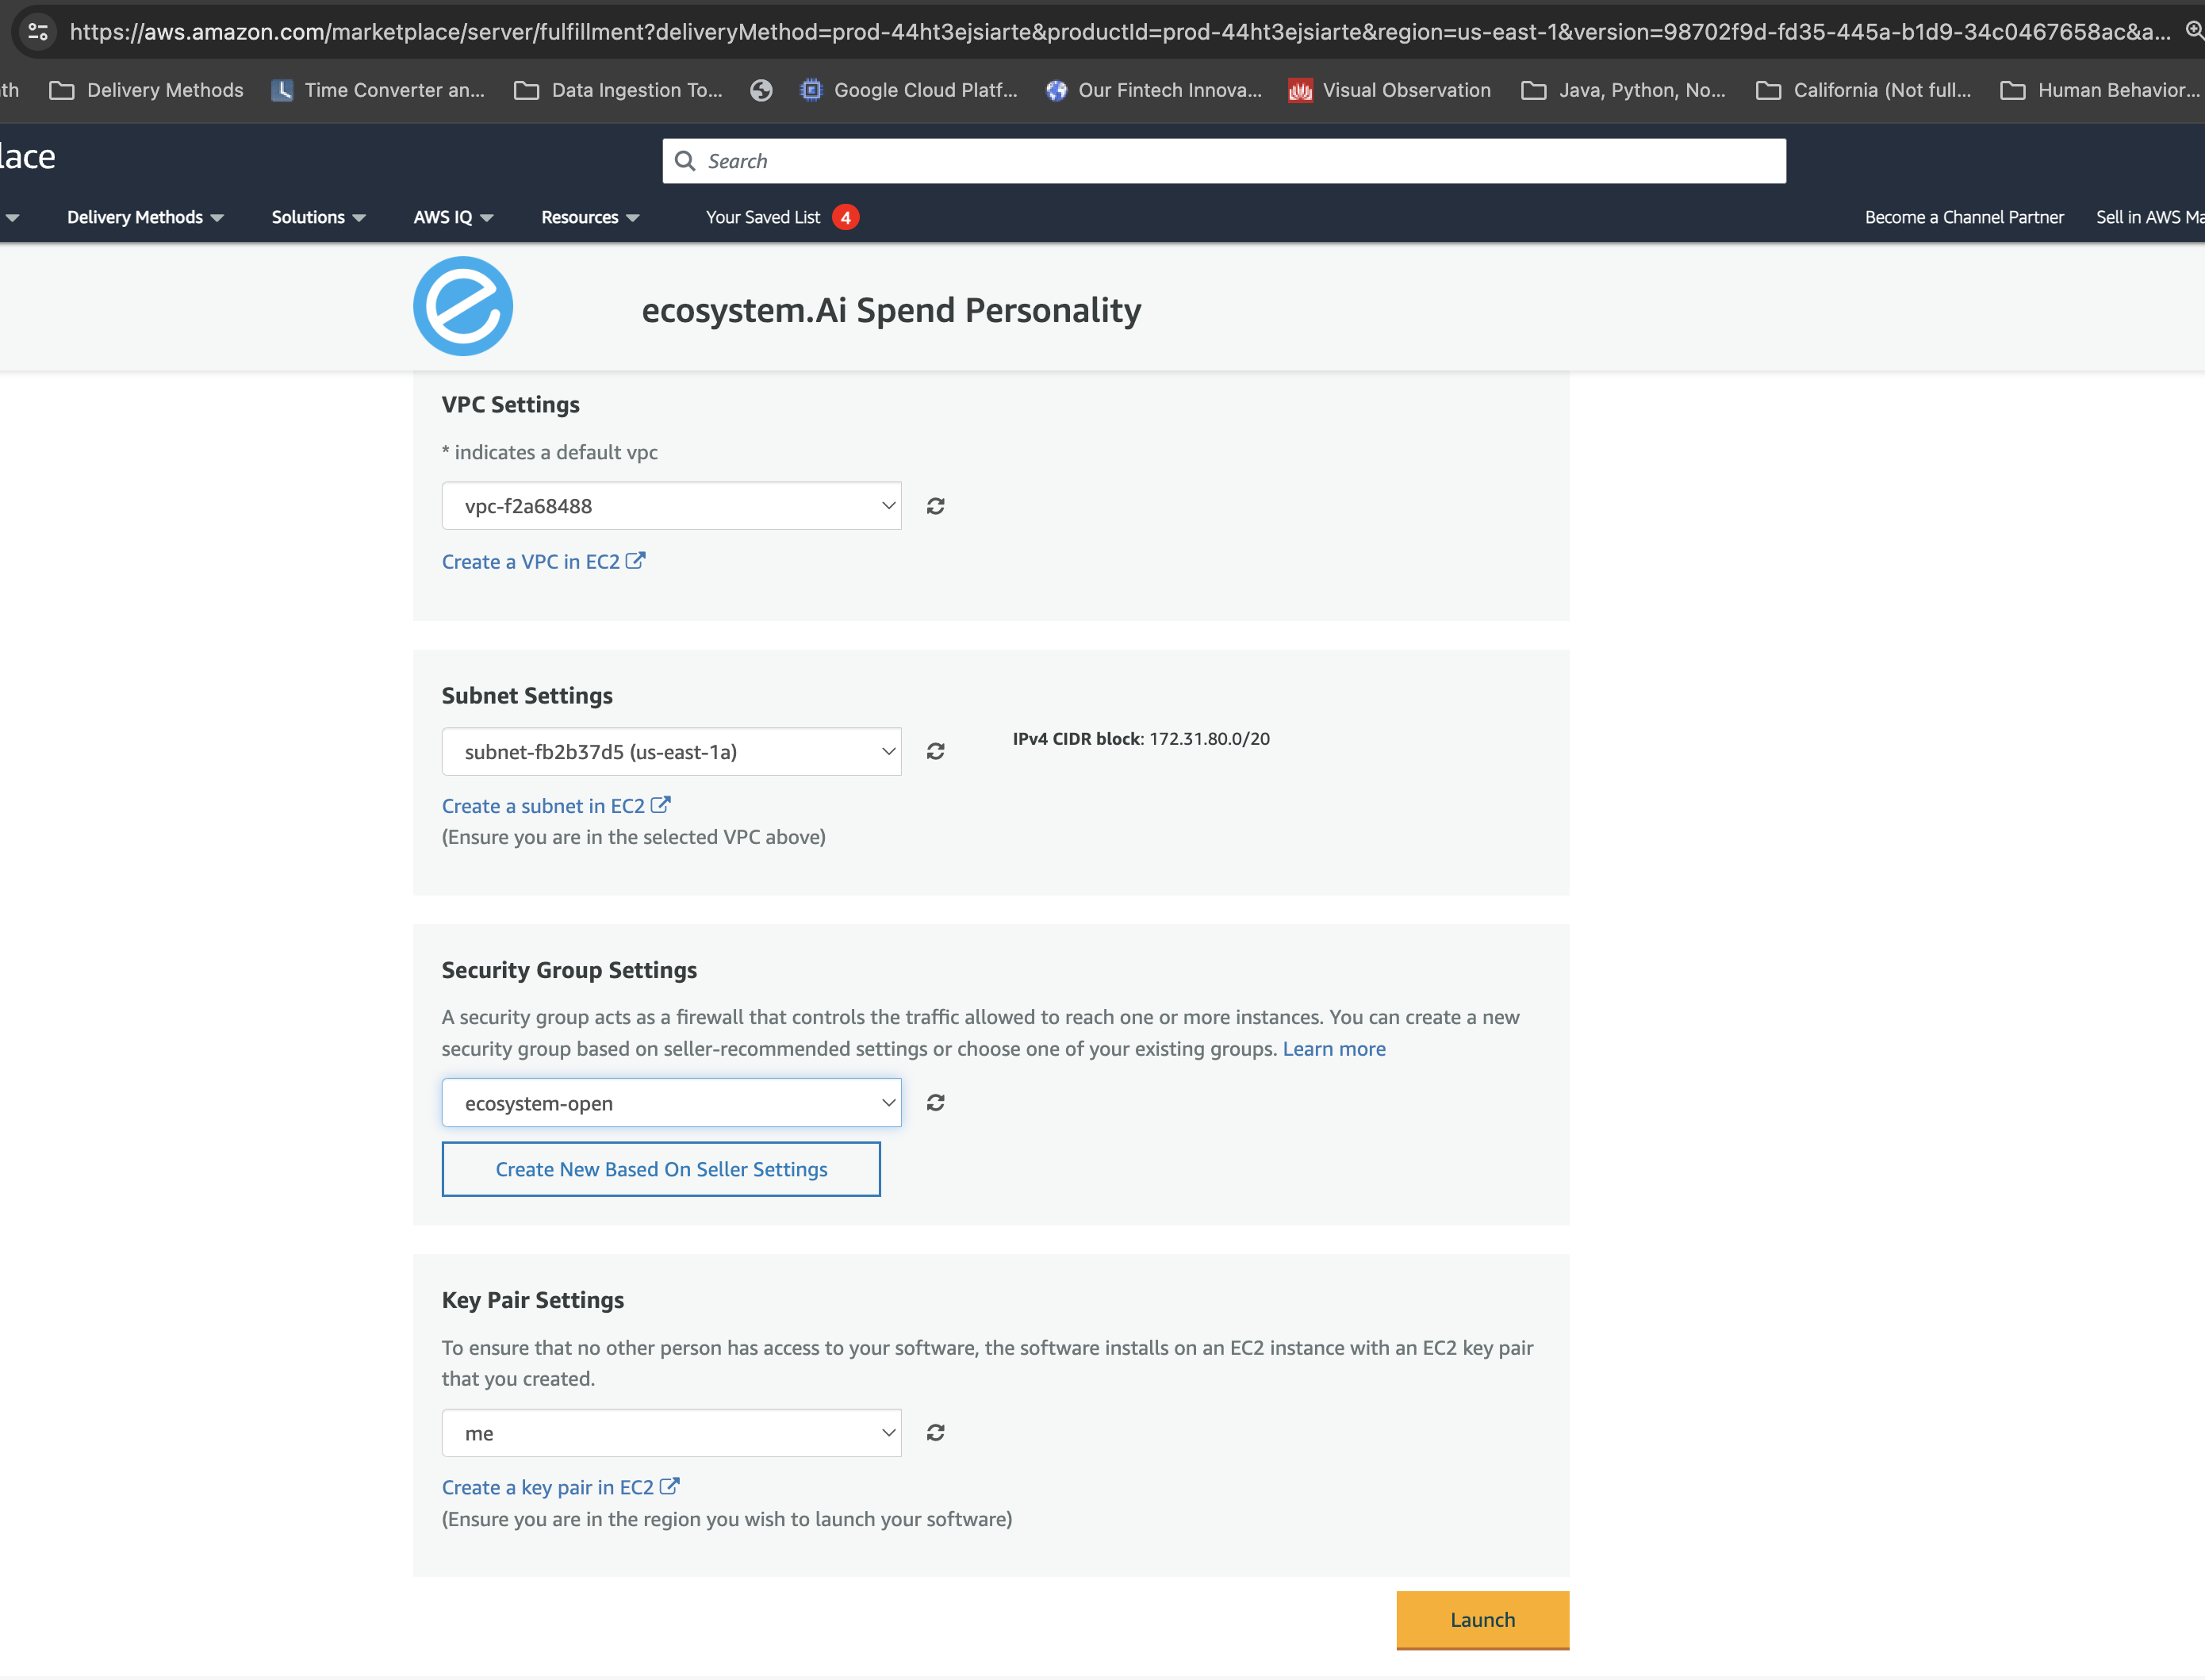 https://aws.amazon.com/marketplace/server/fulfillment?deliveryMethod=prod-44ht3ejsiarte&productId=prod-44ht3ejsiarte&region=us-east-1&version=98702f9d-fd35-445a-b1d9-34c0467658ac&a...
th Delivery Methods Time Converter an... Data Ingestion To... Google Cloud Platf... Our Fintech Innova... Visual Observation Java, Python, No... California (Not full... Human Behavior...
lace
Search
Delivery Methods Solutions AWS IQ Resources Your Saved List 4 Become a Channel Partner Sell in AWS Ma
ecosystem.Ai Spend Personality
VPC Settings
* indicates a default vpc
vpc-f2a68488
Create a VPC in EC2
Subnet Settings
subnet-fb2b37d5 (us-east-1a)
IPv4 CIDR block: 172.31.80.0/20
Create a subnet in EC2
(Ensure you are in the selected VPC above)
Security Group Settings
A security group acts as a firewall that controls the traffic allowed to reach one or more instances. You can create a new
security group based on seller-recommended settings or choose one of your existing groups. Learn more
ecosystem-open
Create New Based On Seller Settings
Key Pair Settings
To ensure that no other person has access to your software, the software installs on an EC2 instance with an EC2 key pair
that you created.
me
Create a key pair in EC2
(Ensure you are in the region you wish to launch your software)
Launch